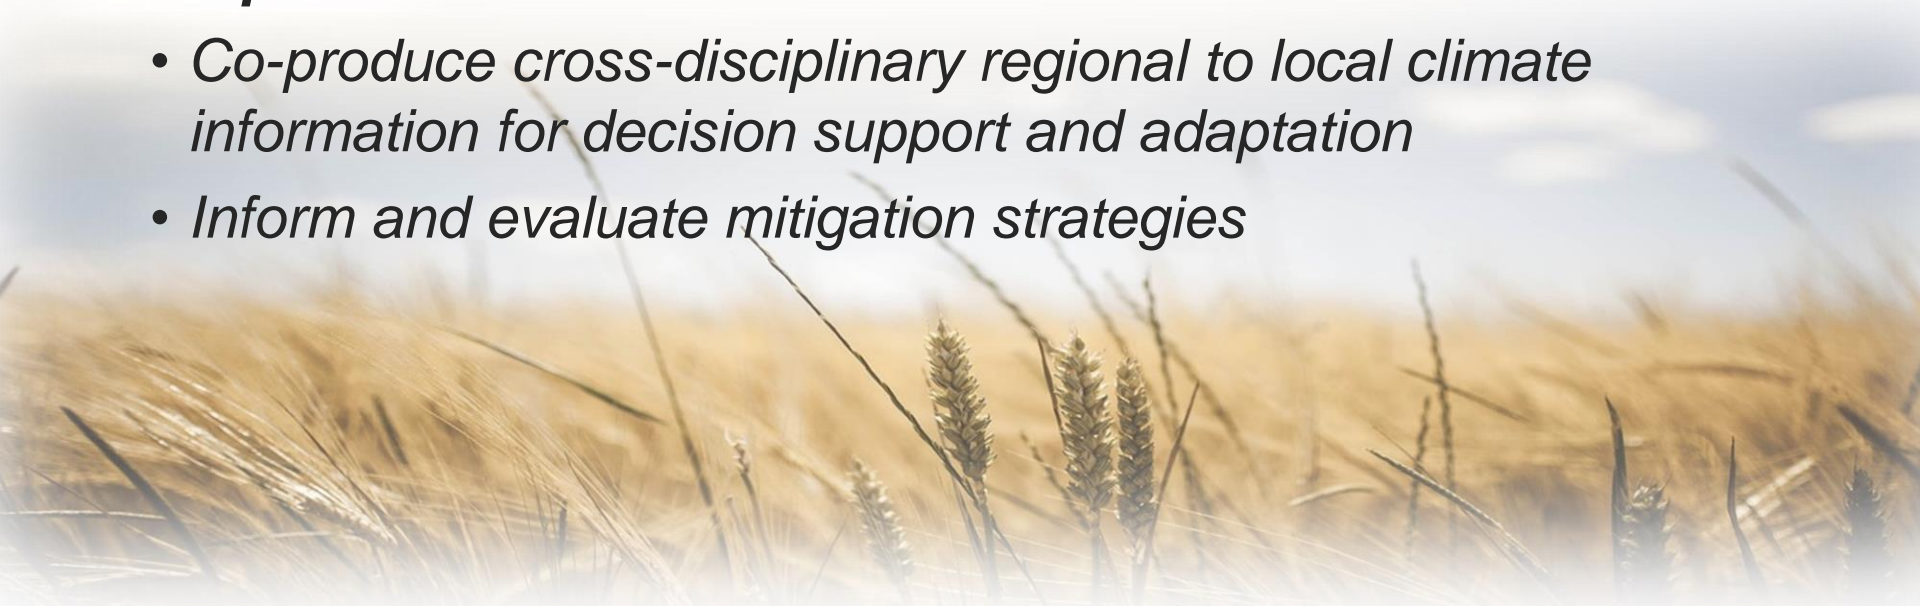 • Co-produce cross-disciplinary regional to local climate
information for decision support and adaptation
• Inform and evaluate mitigation strategies